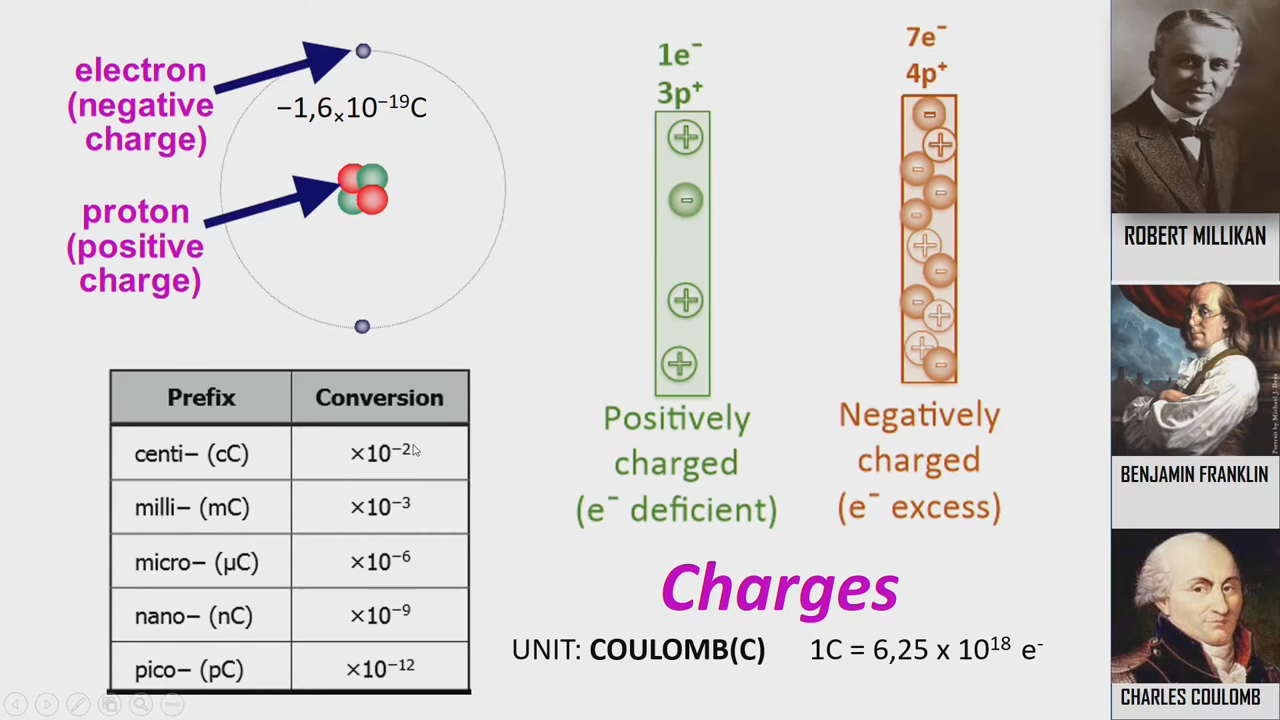 electron
(negative
charge)
−1,6×10⁻¹⁹C
proton
(positive
charge)
Prefix Conversion
centi− (cC) ×10⁻²
milli− (mC) ×10⁻³
micro− (µC) ×10⁻⁶
nano− (nC) ×10⁻⁹
pico− (pC) ×10⁻¹²
1e⁻
3p⁺
+
-
+
+
Positively
charged
(e⁻ deficient)
7e⁻
4p⁺
-
+
-
-
-
+
-
-
+
+
-
Negatively
charged
(e⁻ excess)
Charges
UNIT: COULOMB(C) 1C = 6,25 x 10¹⁸ e⁻
ROBERT MILLIKAN
BENJAMIN FRANKLIN
CHARLES COULOMB